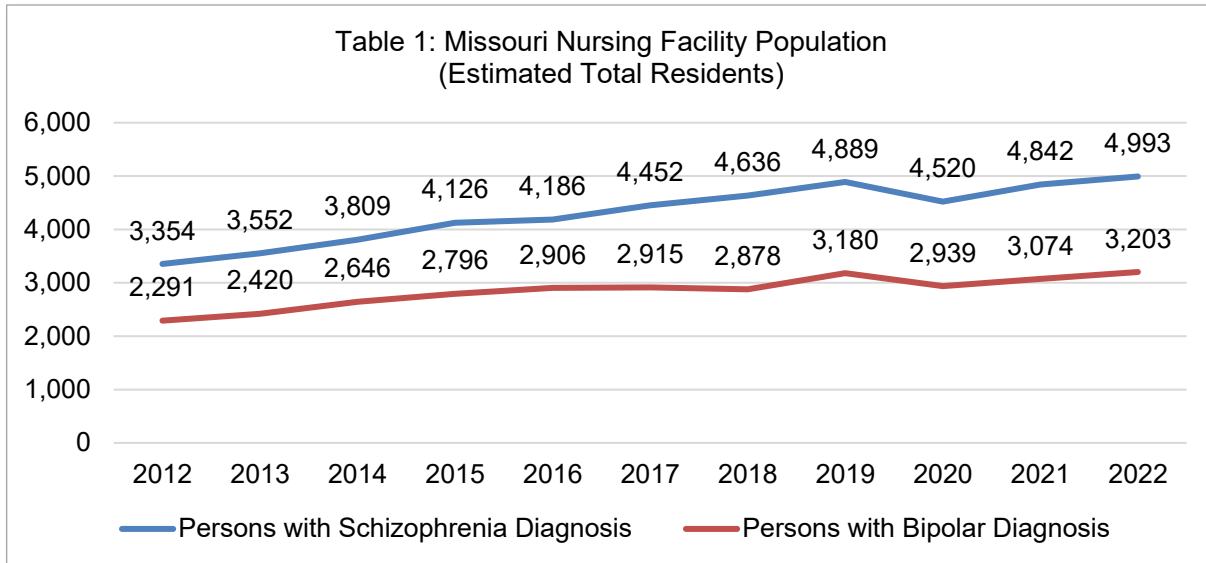 Table 1: Missouri Nursing Facility Population
(Estimated Total Residents)
6,000
5,000
4,000
3,000
2,000
1,000
0
3,354 3,552 3,809 4,126 4,186 4,452 4,636 4,889 4,520 4,842 4,993
2,291 2,420 2,646 2,796 2,906 2,915 2,878 3,180 2,939 3,074 3,203
2012 2013 2014 2015 2016 2017 2018 2019 2020 2021 2022
Persons with Schizophrenia Diagnosis Persons with Bipolar Diagnosis